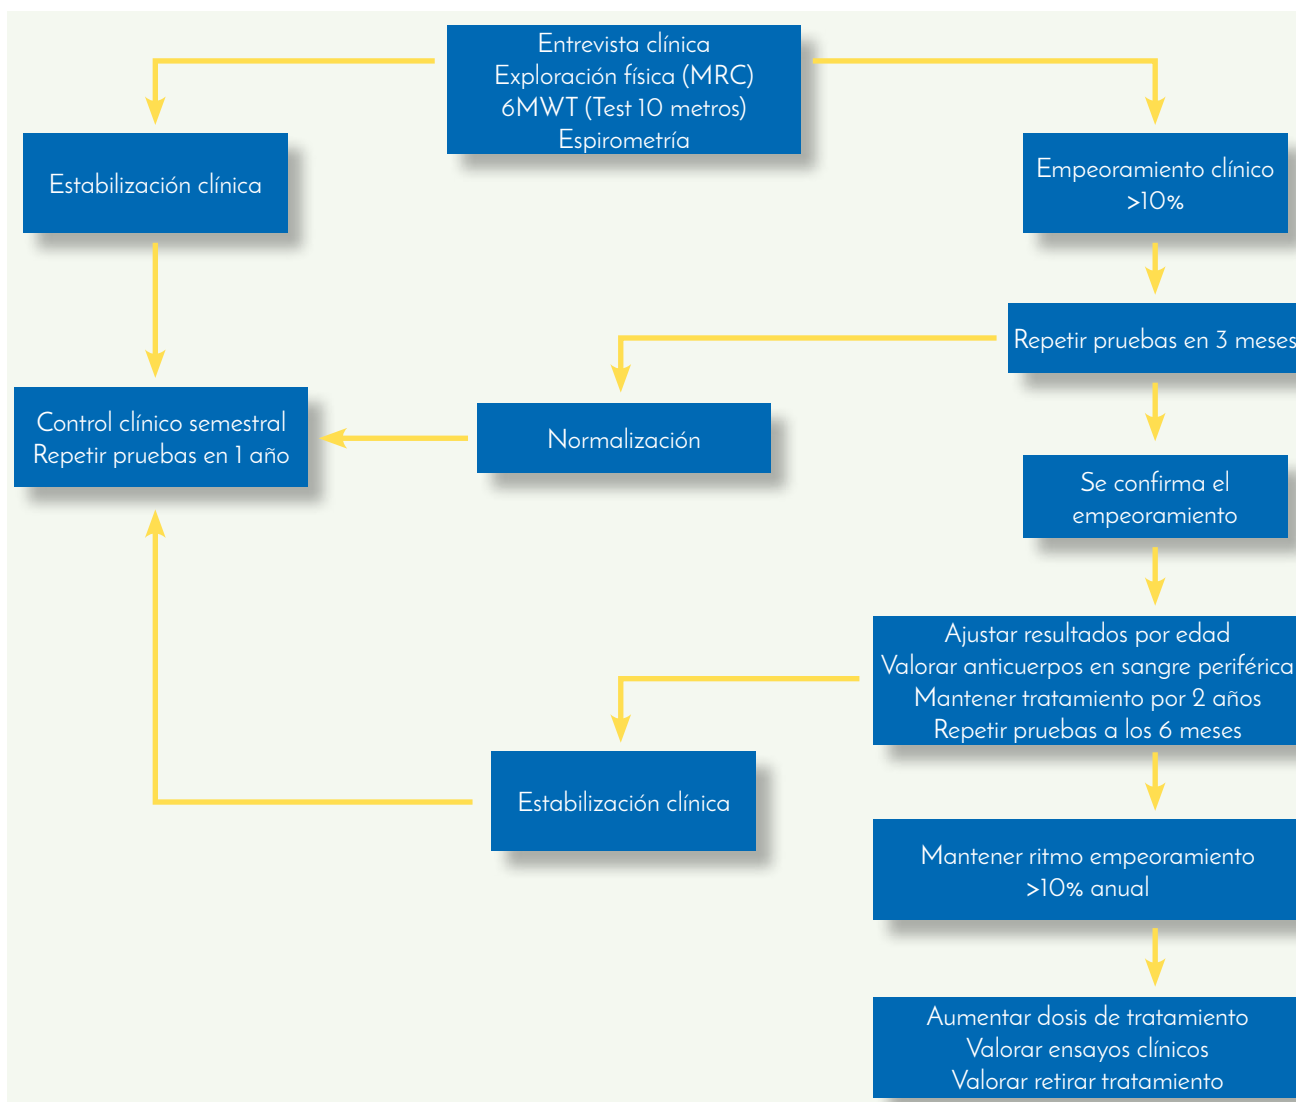 Entrevista clínica
Exploración física (MRC)
6MWT (Test 10 metros)
Espirometría
Estabilización clínica
Empeoramiento clínico
>10%
Repetir pruebas en 3 meses
Control clínico semestral
Repetir pruebas en 1 año
Normalización
Se confirma el
empeoramiento
Ajustar resultados por edad
Valorar anticuerpos en sangre periférica
Mantener tratamiento por 2 años
Repetir pruebas a los 6 meses
Estabilización clínica
Mantener ritmo empeoramiento
>10% anual
Aumentar dosis de tratamiento
Valorar ensayos clínicos
Valorar retirar tratamiento